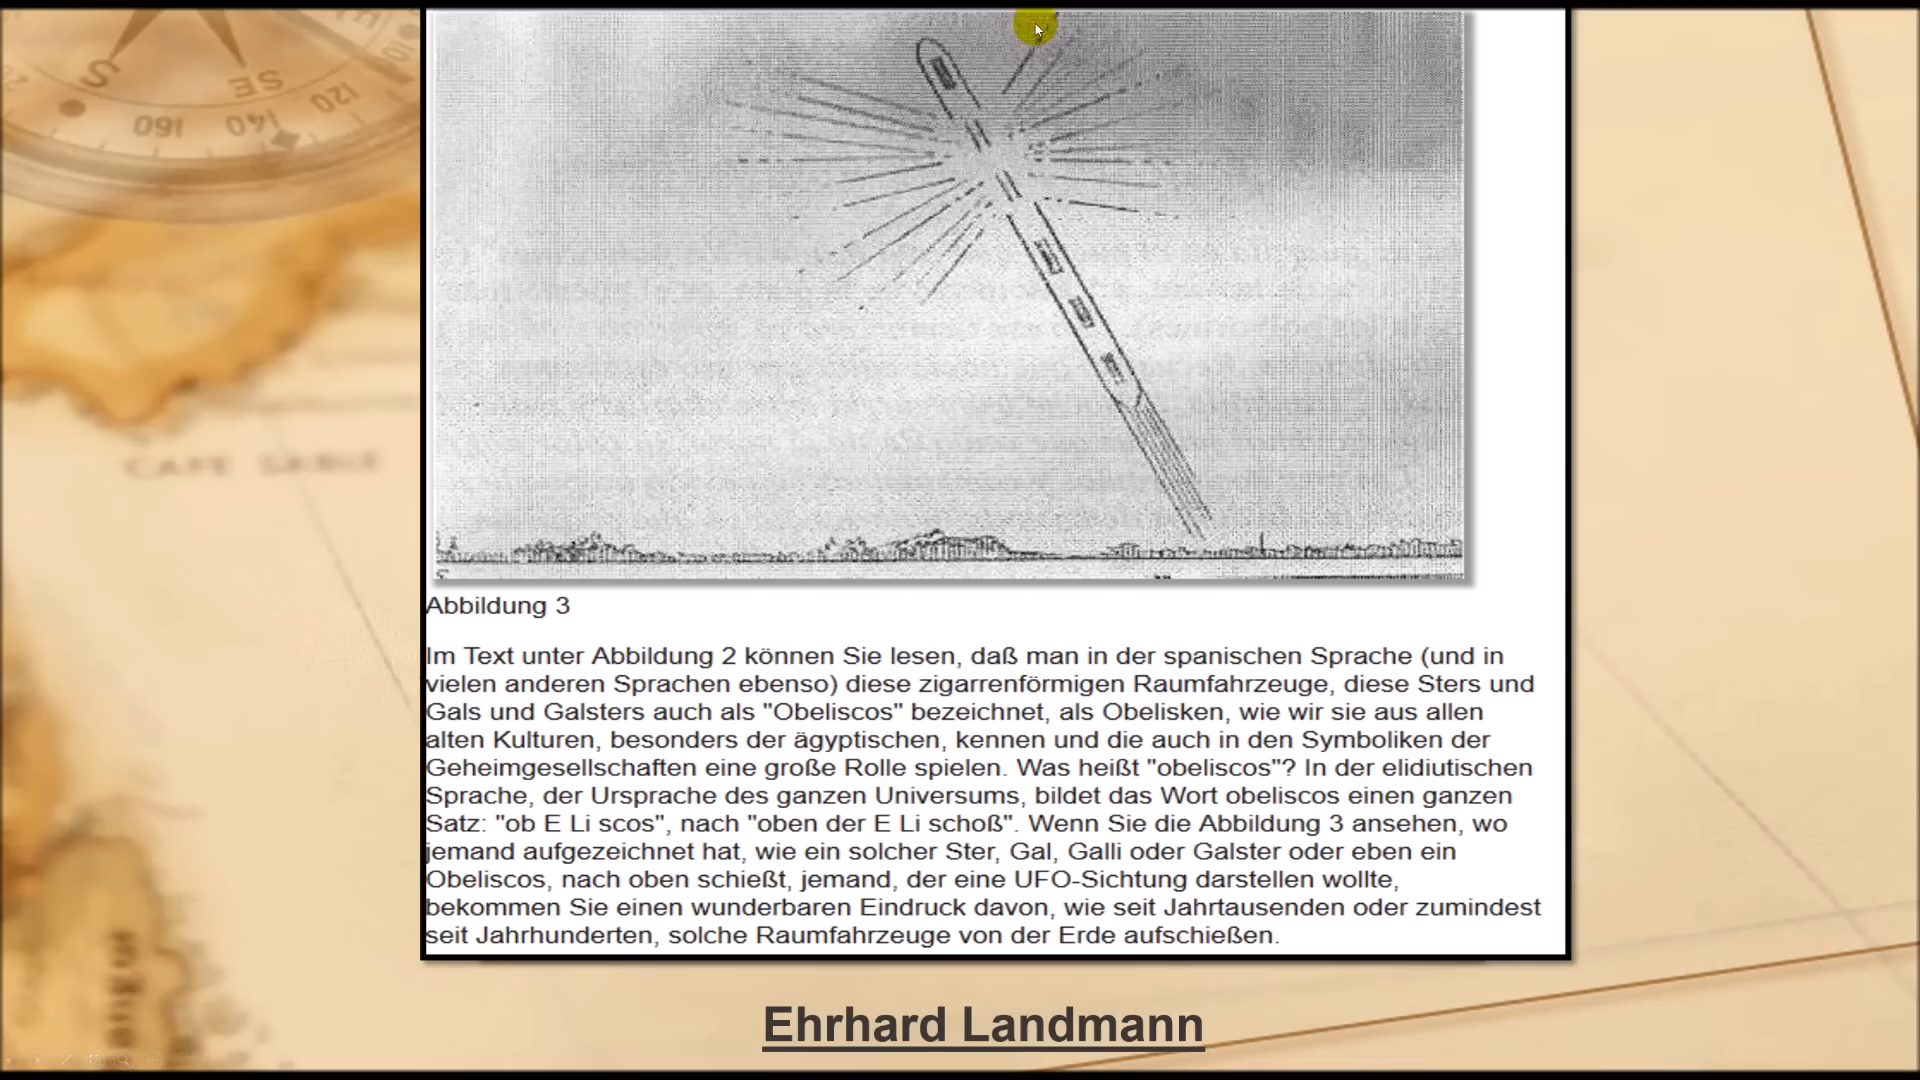 S
SE
160
140
120
CAPE SABLE
Abbildung 3
Im Text unter Abbildung 2 können Sie lesen, daß man in der spanischen Sprache (und in
vielen anderen Sprachen ebenso) diese zigarrenförmigen Raumfahrzeuge, diese Sters und
Gals und Galsters auch als "Obeliscos" bezeichnet, als Obelisken, wie wir sie aus allen
alten Kulturen, besonders der ägyptischen, kennen und die auch in den Symboliken der
Geheimgesellschaften eine große Rolle spielen. Was heißt "obeliscos"? In der elidiutischen
Sprache, der Ursprache des ganzen Universums, bildet das Wort obeliscos einen ganzen
Satz: "ob E Li scos", nach "oben der E Li schoß". Wenn Sie die Abbildung 3 ansehen, wo
jemand aufgezeichnet hat, wie ein solcher Ster, Gal, Galli oder Galster oder eben ein
Obeliscos, nach oben schießt, jemand, der eine UFO-Sichtung darstellen wollte,
bekommen Sie einen wunderbaren Eindruck davon, wie seit Jahrtausenden oder zumindest
seit Jahrhunderten, solche Raumfahrzeuge von der Erde aufschießen.
Ehrhard Landmann